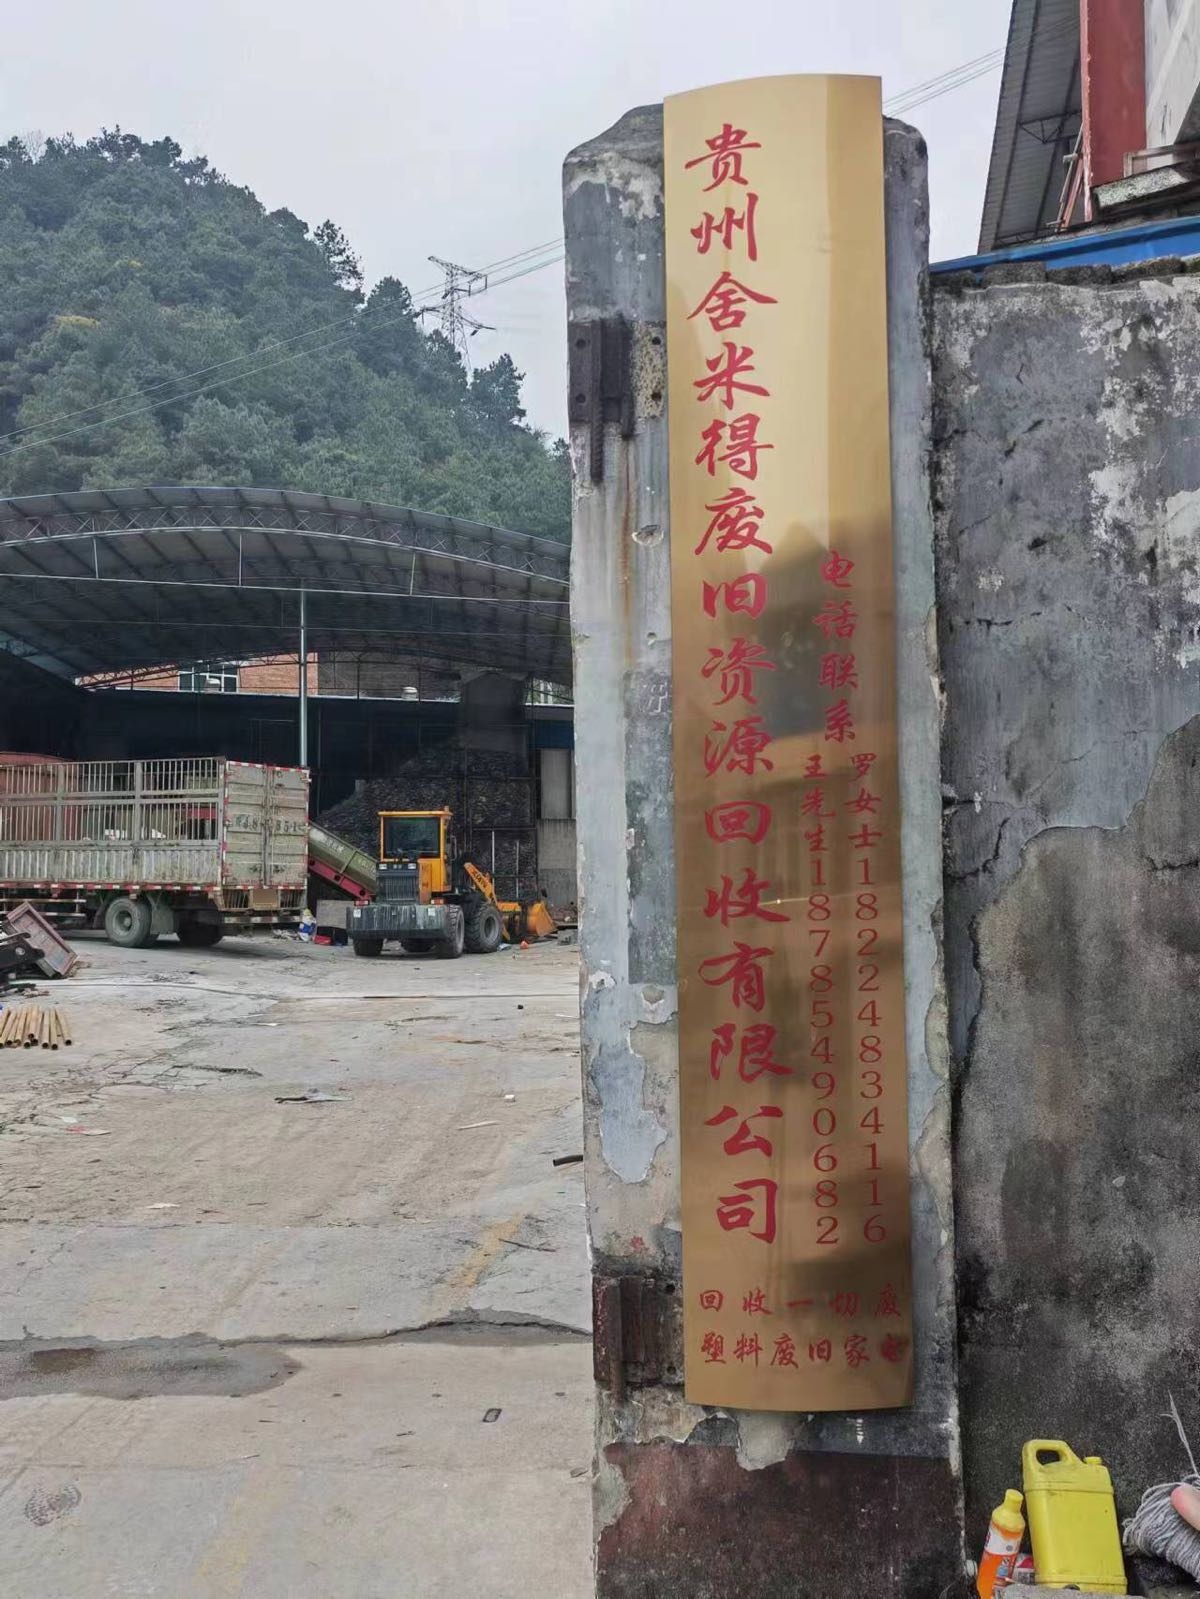 贵州舍米得废旧资源回收有限公司
电话联系
罗女士18224834116
王先生18785490682
回收一切废
塑料废旧家电